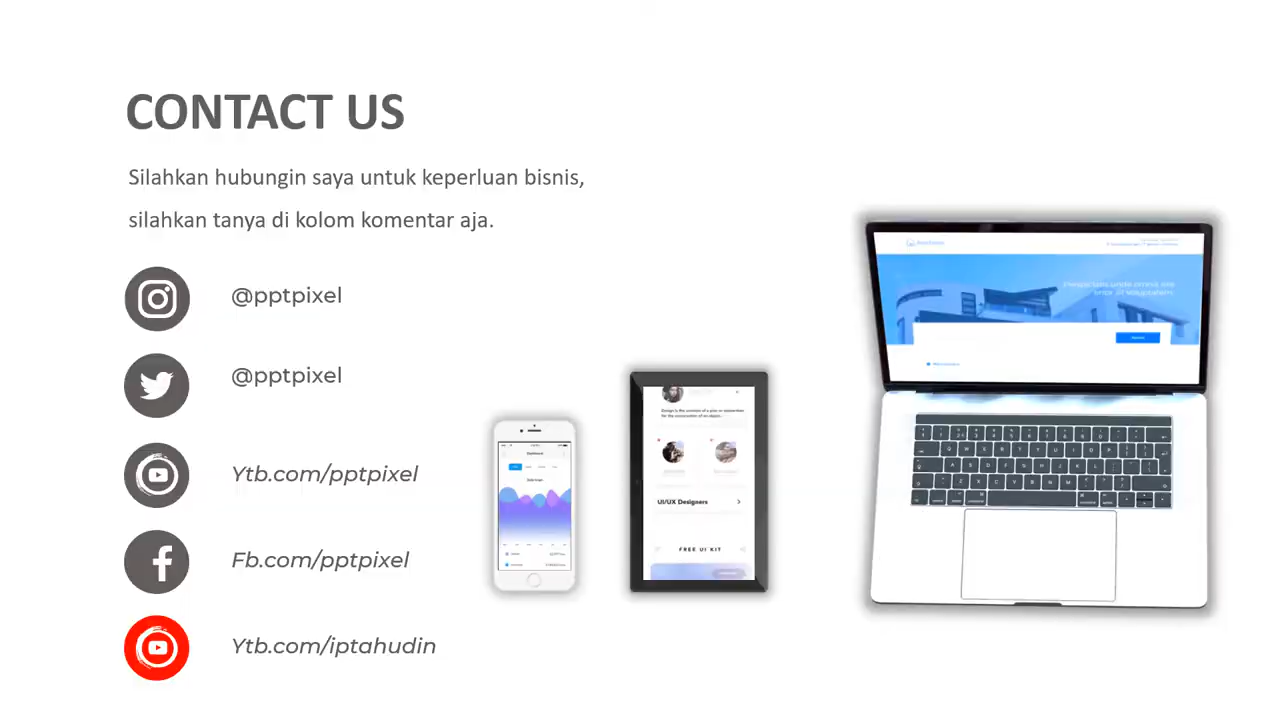 CONTACT US
Silahkan hubungin saya untuk keperluan bisnis,
silahkan tanya di kolom komentar aja.
@pptpixel
@pptpixel
Ytb.com/pptpixel
Fb.com/pptpixel
Ytb.com/iptahudin
Dashboard
UI/UX Designers
FREE UI KIT